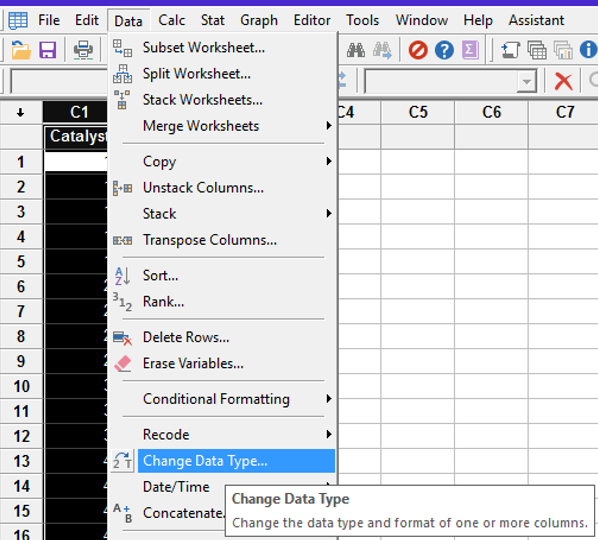 File Edit Data Calc Stat Graph Editor Tools Window Help Assistant
Subset Worksheet...
Split Worksheet...
Stack Worksheets...
C1 C4 C5 C6 C7
Merge Worksheets
Catalyst
1
Copy
2 Unstack Columns...
3 Stack
4 Transpose Columns...
5
6 Sort...
7 Rank...
8 Delete Rows...
9 Erase Variables...
10 Conditional Formatting
11
12 Recode
13 Change Data Type...
14 Date/Time
Change Data Type
15 Concatenate
Change the data type and format of one or more columns.
16